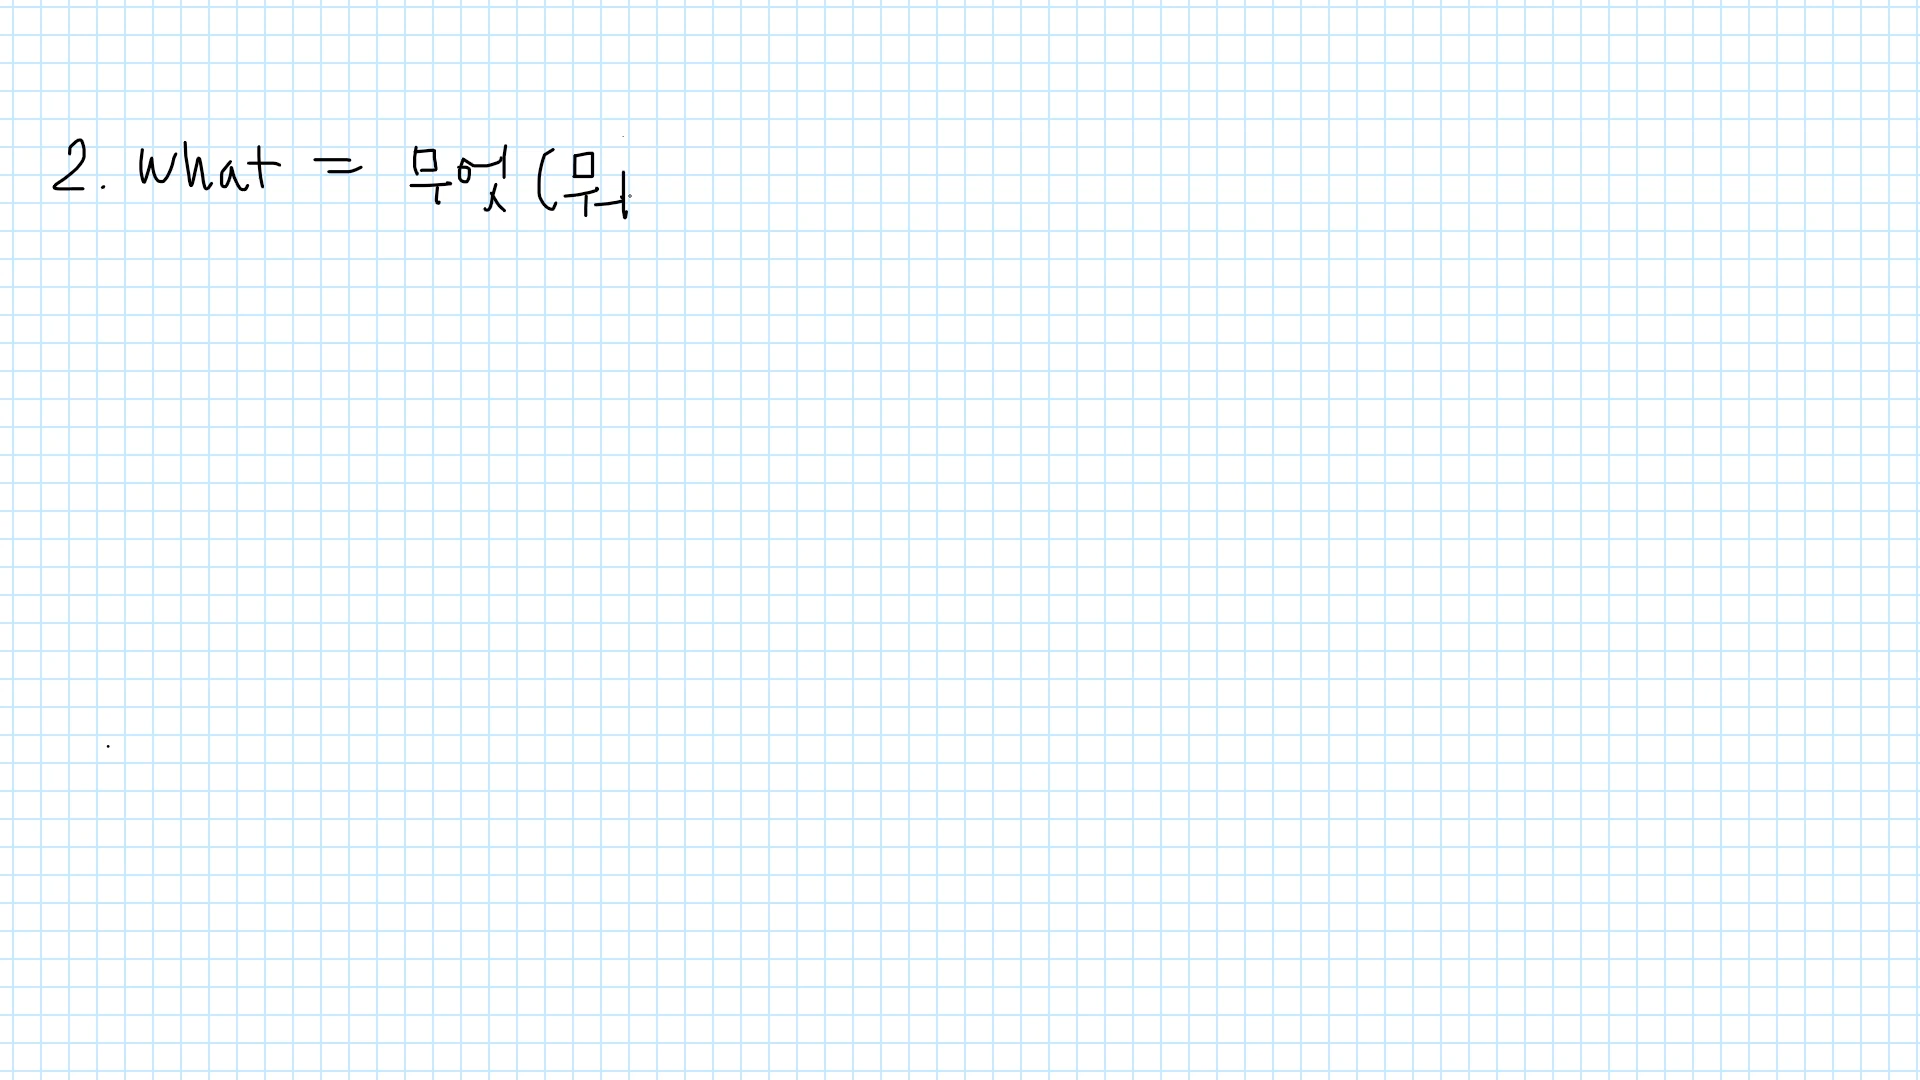 2. What = 무엇 (뭐